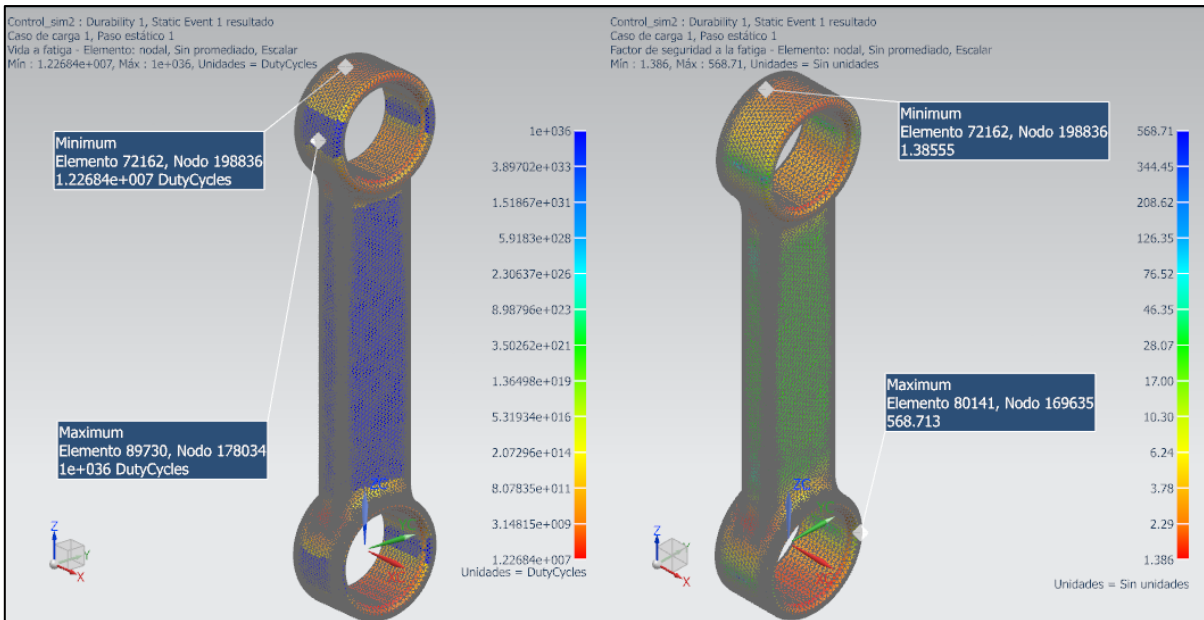 Control_sim2 : Durability 1, Static Event 1 resultado
Caso de carga 1, Paso estático 1
Vida a fatiga - Elemento: nodal, Sin promediado, Escalar
Mín : 1.22684e+007, Máx : 1e+036, Unidades = DutyCycles
Minimum
Elemento 72162, Nodo 198836
1.22684e+007 DutyCycles
Maximum
Elemento 89730, Nodo 178034
1e+036 DutyCycles
1e+036
3.89702e+033
1.51867e+031
5.9183e+028
2.30637e+026
8.98796e+023
3.50262e+021
1.36498e+019
5.31934e+016
2.07296e+014
8.07835e+011
3.14815e+009
1.22684e+007
Unidades = DutyCycles
ZC
YC
XC
Z
Y
X
Control_sim2 : Durability 1, Static Event 1 resultado
Caso de carga 1, Paso estático 1
Factor de seguridad a la fatiga - Elemento: nodal, Sin promediado, Escalar
Mín : 1.386, Máx : 568.71, Unidades = Sin unidades
Minimum
Elemento 72162, Nodo 198836
1.38555
Maximum
Elemento 80141, Nodo 169635
568.713
568.71
344.45
208.62
126.35
76.52
46.35
28.07
17.00
10.30
6.24
3.78
2.29
1.386
Unidades = Sin unidades
ZC
YC
XC
Z
Y
X